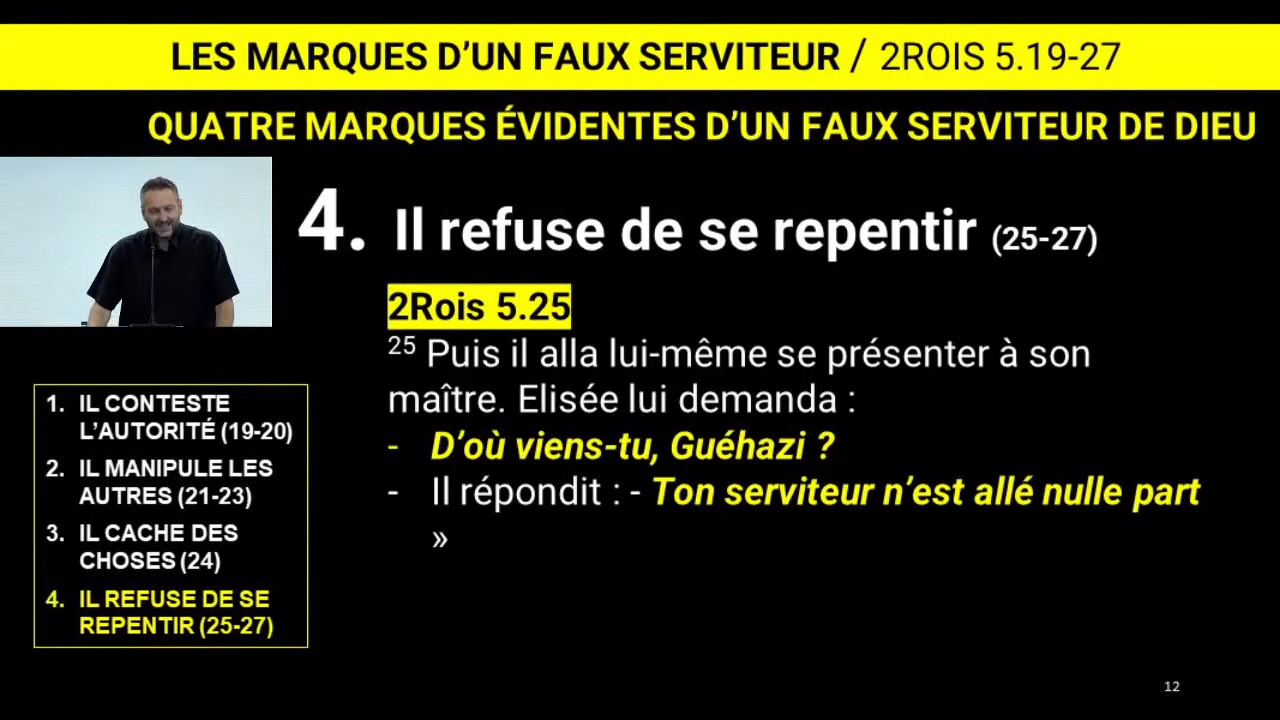 LES MARQUES D’UN FAUX SERVITEUR / 2ROIS 5.19-27
QUATRE MARQUES ÉVIDENTES D’UN FAUX SERVITEUR DE DIEU
4. Il refuse de se repentir (25-27)
2Rois 5.25
25 Puis il alla lui-même se présenter à son
maître. Elisée lui demanda :
- D’où viens-tu, Guéhazi ?
- Il répondit : - Ton serviteur n’est allé nulle part
»
1. IL CONTESTE
L’AUTORITÉ (19-20)
2. IL MANIPULE LES
AUTRES (21-23)
3. IL CACHE DES
CHOSES (24)
4. IL REFUSE DE SE
REPENTIR (25-27)
12